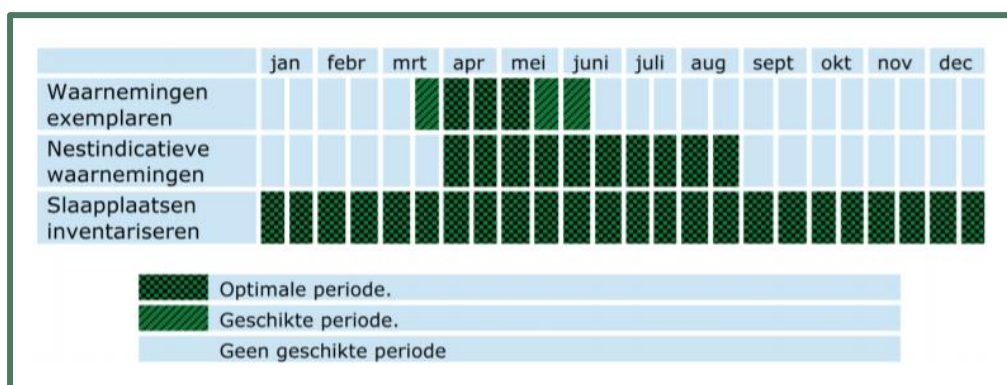 jan febr mrt apr mei juni juli aug sept okt nov dec
Waarnemingen
exemplaren
Nestindicatieve
waarnemingen
Slaapplaatsen
inventariseren
Optimale periode.
Geschikte periode.
Geen geschikte periode